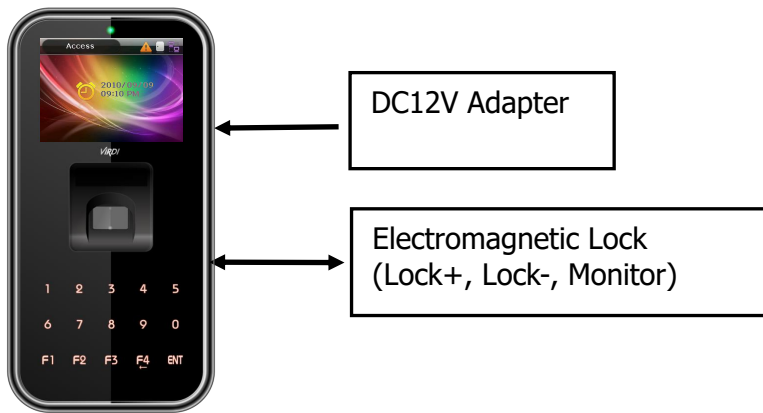 Access
2010/09/09
09:10 PM
ViRDI
1 2 3 4 5
6 7 8 9 0
F1 F2 F3 F4 ENT
←
DC12V Adapter
Electromagnetic Lock
(Lock+, Lock-, Monitor)